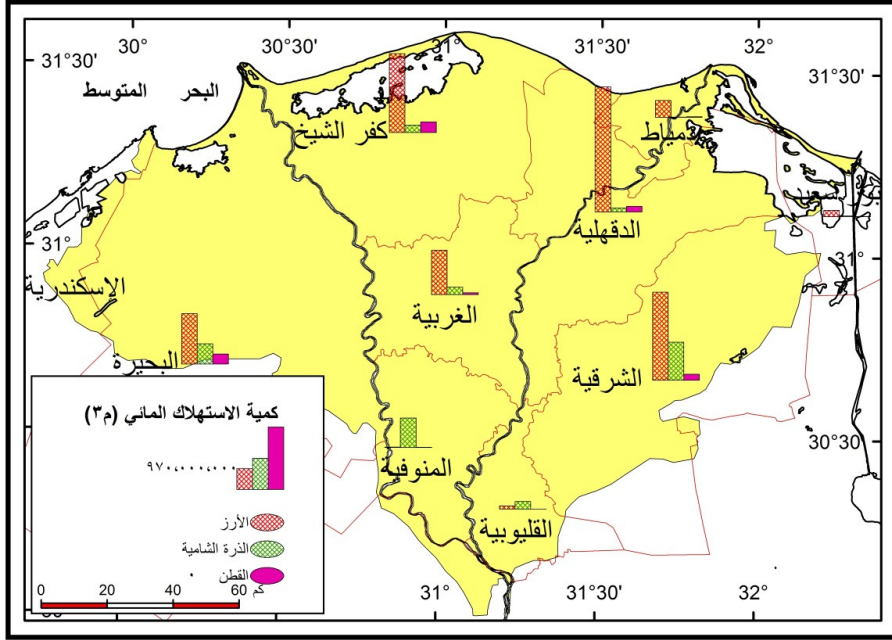 30° 30°30' 31° 31°30' 32°
31°30' 31°30'
البحر المتوسط
كفر الشيخ
دمياط
الدقهلية
31° 31°
الإسكندرية
الغربية
البحيرة
الشرقية
المنوفية
القليوبية
30°30' 30°30'
كمية الاستهلاك المائي (م٣)
٩٧٠,٠٠٠,٠٠٠
الأرز
الذرة الشامية
القطن
كم
0 20 40 60
31° 31°30' 32°